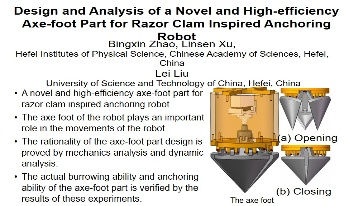 Design and Analysis of a Novel and High-efficiency
Axe-foot Part for Razor Clam Inspired Anchoring
Robot
Bingxin Zhao, Linsen Xu,
Hefei Institutes of Physical Science, Chinese Academy of Sciences, Hefei,
China
Lei Liu
University of Science and Technology of China, Hefei, China
• A novel and high-efficiency axe-foot part for
razor clam inspired anchoring robot
• The axe foot of the robot plays an important
role in the movements of the robot
• The rationality of the axe-foot part design is
proved by mechanics analysis and dynamic
analysis.
• The actual burrowing ability and anchoring
ability of the axe-foot part is verified by the
results of these experiments.
(a) Opening
(b) Closing
The axe foot